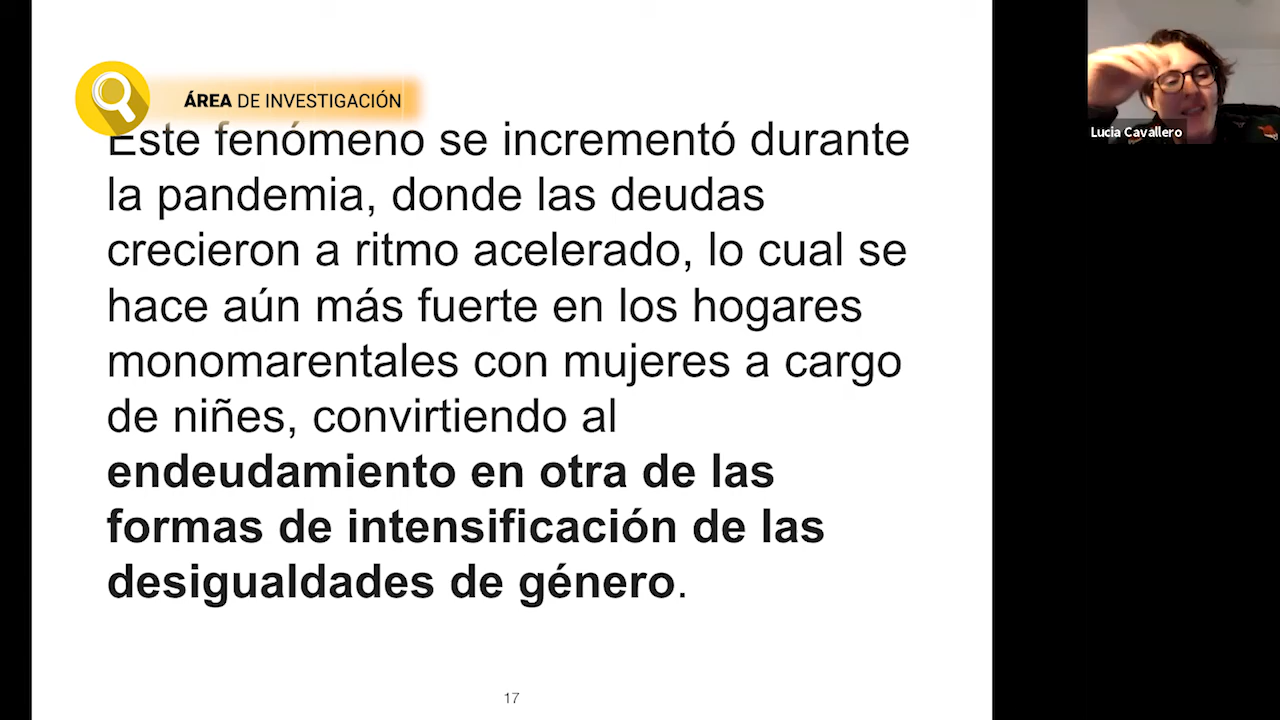 ÁREA DE INVESTIGACIÓN
Este fenómeno se incrementó durante
la pandemia, donde las deudas
crecieron a ritmo acelerado, lo cual se
hace aún más fuerte en los hogares
monomarentales con mujeres a cargo
de niñes, convirtiendo al
endeudamiento en otra de las
formas de intensificación de las
desigualdades de género.
17
Lucia Cavallero